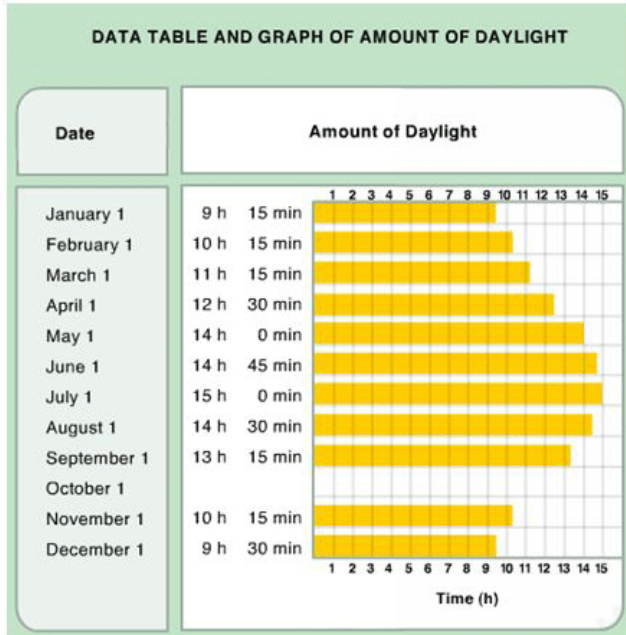 DATA TABLE AND GRAPH OF AMOUNT OF DAYLIGHT
Date Amount of Daylight
1 2 3 4 5 6 7 8 9 10 11 12 13 14 15
January 1 9 h 15 min
February 1 10 h 15 min
March 1 11 h 15 min
April 1 12 h 30 min
May 1 14 h 0 min
June 1 14 h 45 min
July 1 15 h 0 min
August 1 14 h 30 min
September 1 13 h 15 min
October 1
November 1 10 h 15 min
December 1 9 h 30 min
1 2 3 4 5 6 7 8 9 10 11 12 13 14 15
Time (h)